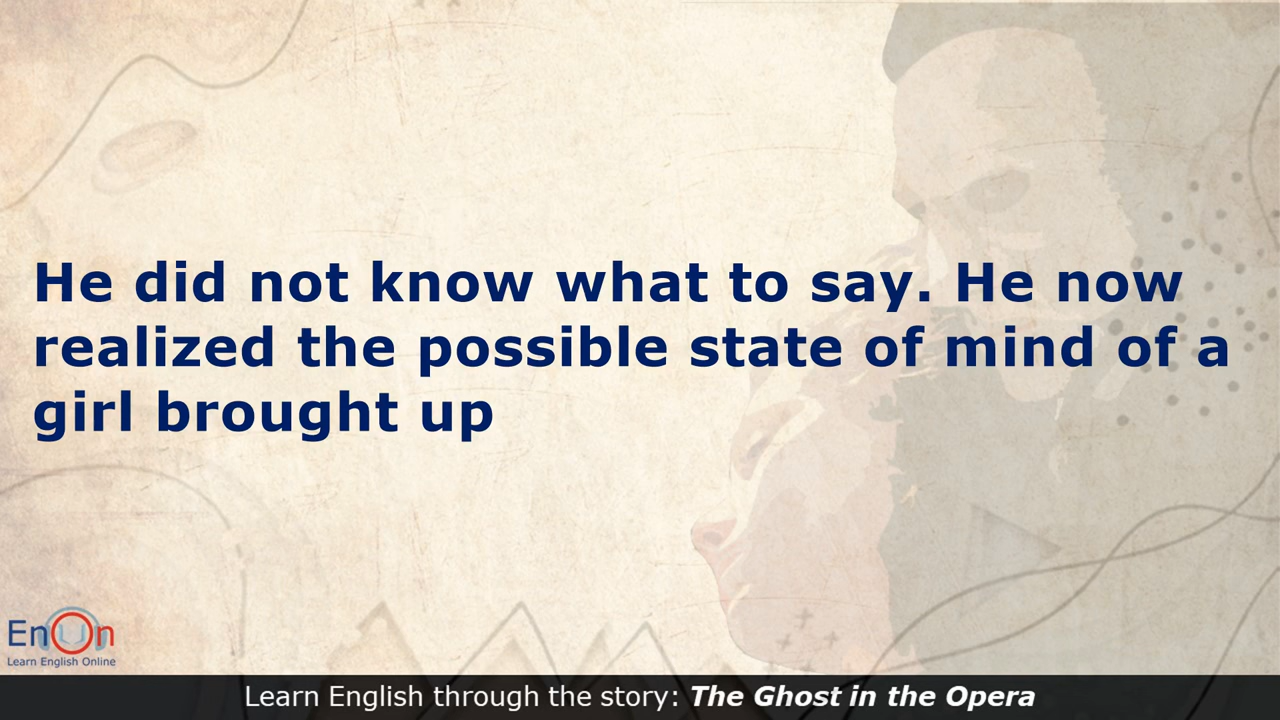 He did not know what to say. He now
realized the possible state of mind of a
girl brought up
EnOn
Learn English Online
Learn English through the story: The Ghost in the Opera